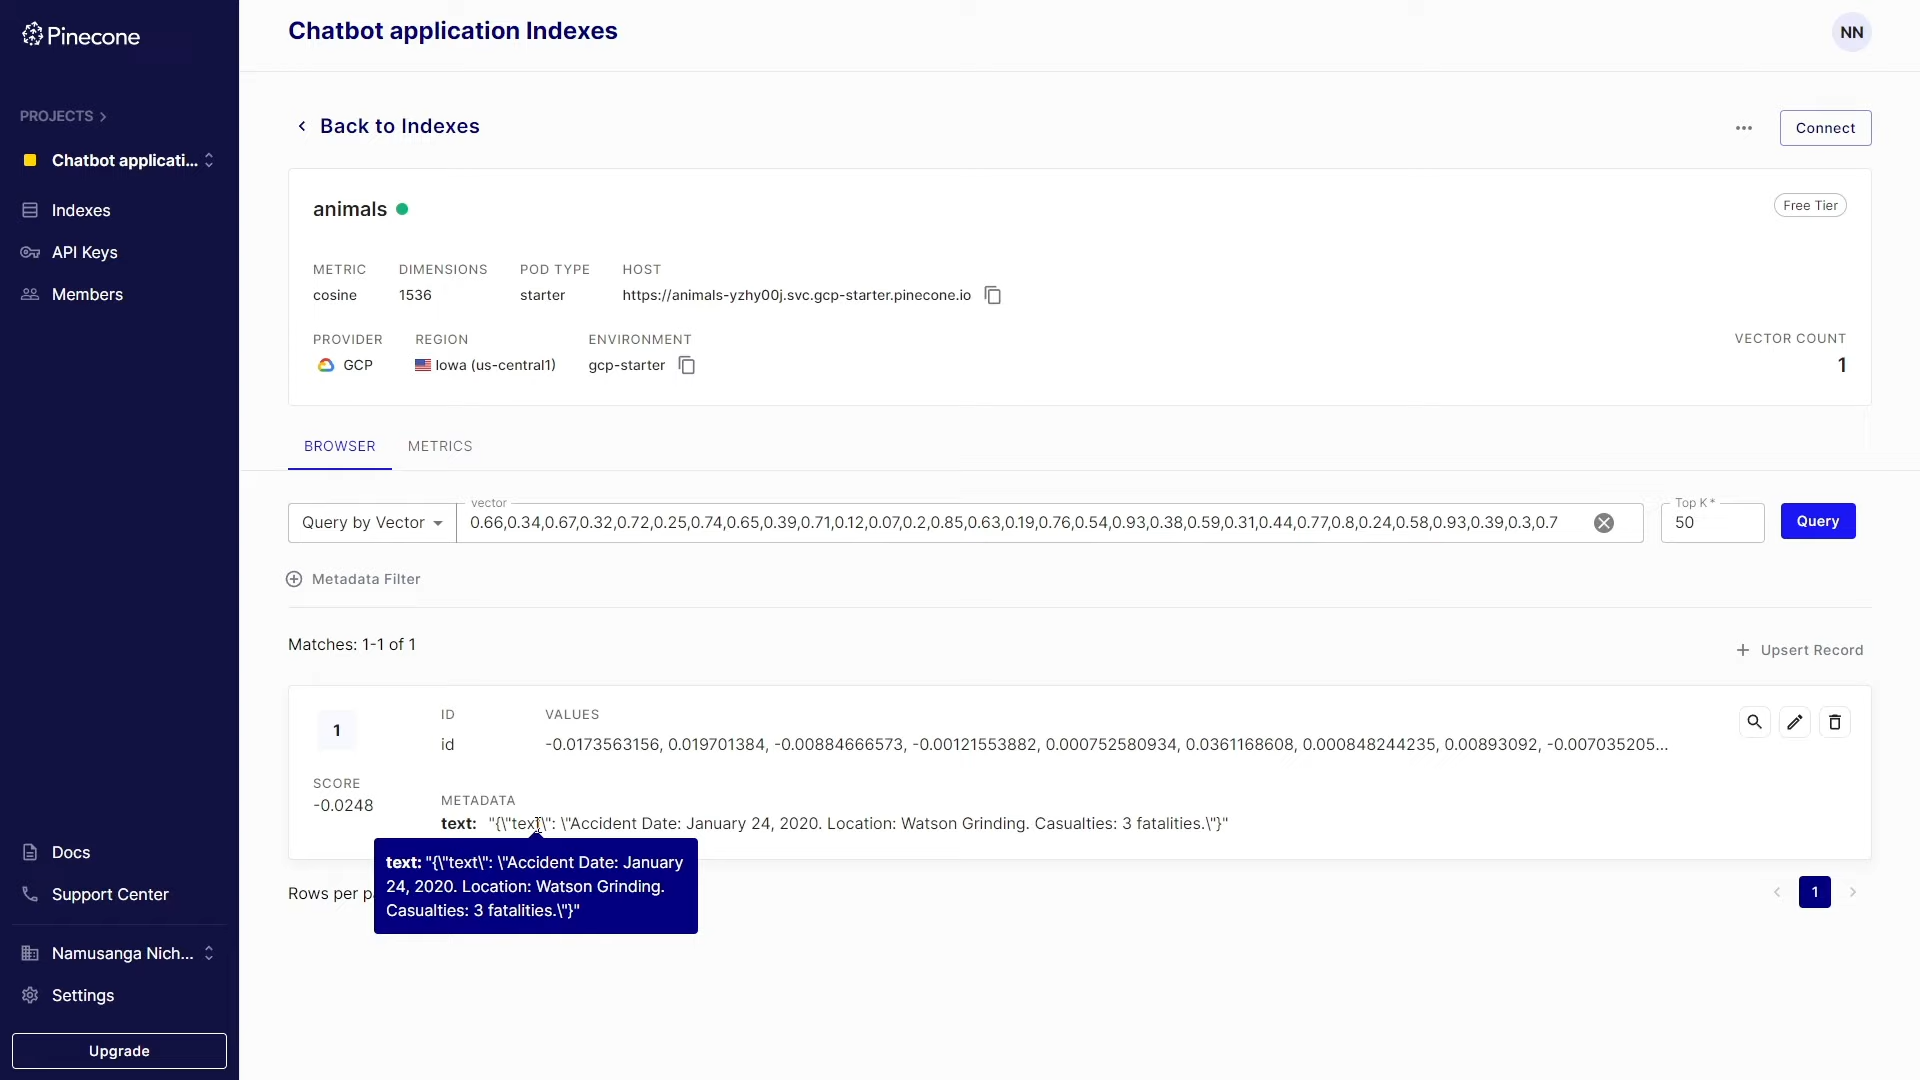 Pinecone
Chatbot application Indexes
NN
PROJECTS
Chatbot applicati...
Indexes
API Keys
Members
Back to Indexes
Connect
animals
Free Tier
METRIC DIMENSIONS POD TYPE HOST
cosine 1536 starter https://animals-yzhy00j.svc.gcp-starter.pinecone.io
PROVIDER REGION ENVIRONMENT VECTOR COUNT
GCP Iowa (us-central1) gcp-starter 1
BROWSER METRICS
vector Top K *
Query by Vector 0.66,0.34,0.67,0.32,0.72,0.25,0.74,0.65,0.39,0.71,0.12,0.07,0.2,0.85,0.63,0.19,0.76,0.54,0.93,0.38,0.59,0.31,0.44,0.77,0.8,0.24,0.58,0.93,0.39,0.3,0.7 50 Query
Metadata Filter
Matches: 1-1 of 1
Upsert Record
1 ID VALUES
id -0.0173563156, 0.019701384, -0.00884666573, -0.00121553882, 0.000752580934, 0.0361168608, 0.000848244235, 0.00893092, -0.007035205...
SCORE
-0.0248
METADATA
text: "{\"text\": \"Accident Date: January 24, 2020. Location: Watson Grinding. Casualties: 3 fatalities.\"}"
text: "{\"text\": \"Accident Date: January
24, 2020. Location: Watson Grinding.
Casualties: 3 fatalities.\"}"
Rows per
1
Docs
Support Center
Namusanga Nich...
Settings
Upgrade